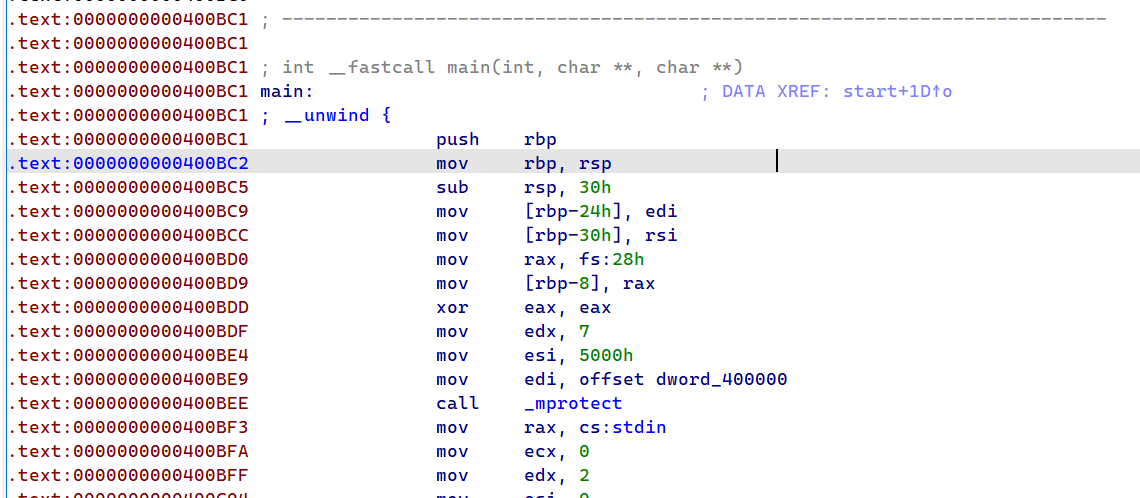 .text:0000000000400BC1 ; ---------------------------------------------------------------------------
.text:0000000000400BC1
.text:0000000000400BC1 ; int __fastcall main(int, char **, char **)
.text:0000000000400BC1 main: ; DATA XREF: start+1D↑o
.text:0000000000400BC1 ; __unwind {
.text:0000000000400BC1 push rbp
.text:0000000000400BC2 mov rbp, rsp
.text:0000000000400BC5 sub rsp, 30h
.text:0000000000400BC9 mov [rbp-24h], edi
.text:0000000000400BCC mov [rbp-30h], rsi
.text:0000000000400BD0 mov rax, fs:28h
.text:0000000000400BD9 mov [rbp-8], rax
.text:0000000000400BDD xor eax, eax
.text:0000000000400BDF mov edx, 7
.text:0000000000400BE4 mov esi, 5000h
.text:0000000000400BE9 mov edi, offset dword_400000
.text:0000000000400BEE call _mprotect
.text:0000000000400BF3 mov rax, cs:stdin
.text:0000000000400BFA mov ecx, 0
.text:0000000000400BFF mov edx, 2